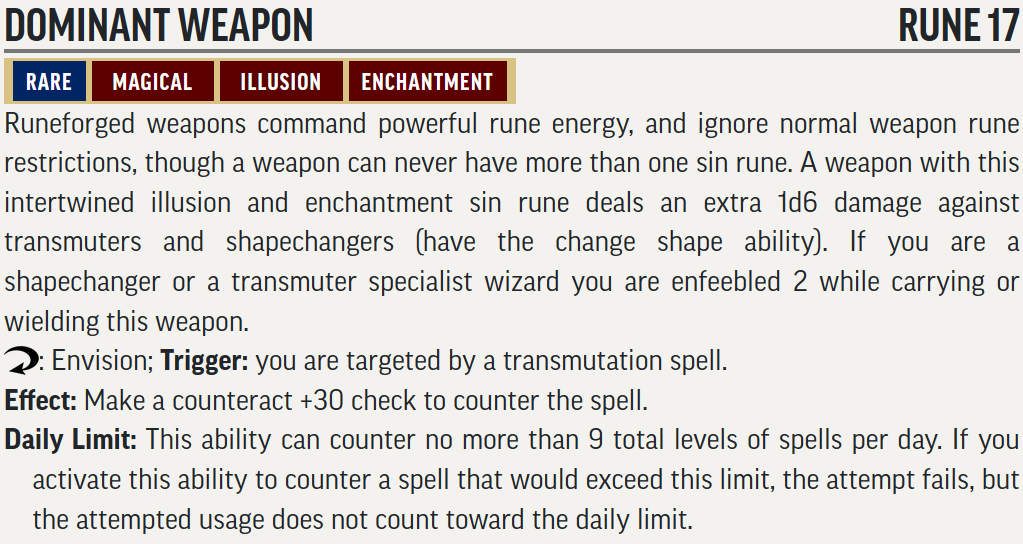 DOMINANT WEAPON RUNE 17
RARE MAGICAL ILLUSION ENCHANTMENT
Runeforged weapons command powerful rune energy, and ignore normal weapon rune
restrictions, though a weapon can never have more than one sin rune. A weapon with this
intertwined illusion and enchantment sin rune deals an extra 1d6 damage against
transmuters and shapechangers (have the change shape ability). If you are a
shapechanger or a transmuter specialist wizard you are enfeebled 2 while carrying or
wielding this weapon.
: Envision; Trigger: you are targeted by a transmutation spell.
Effect: Make a counteract +30 check to counter the spell.
Daily Limit: This ability can counter no more than 9 total levels of spells per day. If you
activate this ability to counter a spell that would exceed this limit, the attempt fails, but
the attempted usage does not count toward the daily limit.